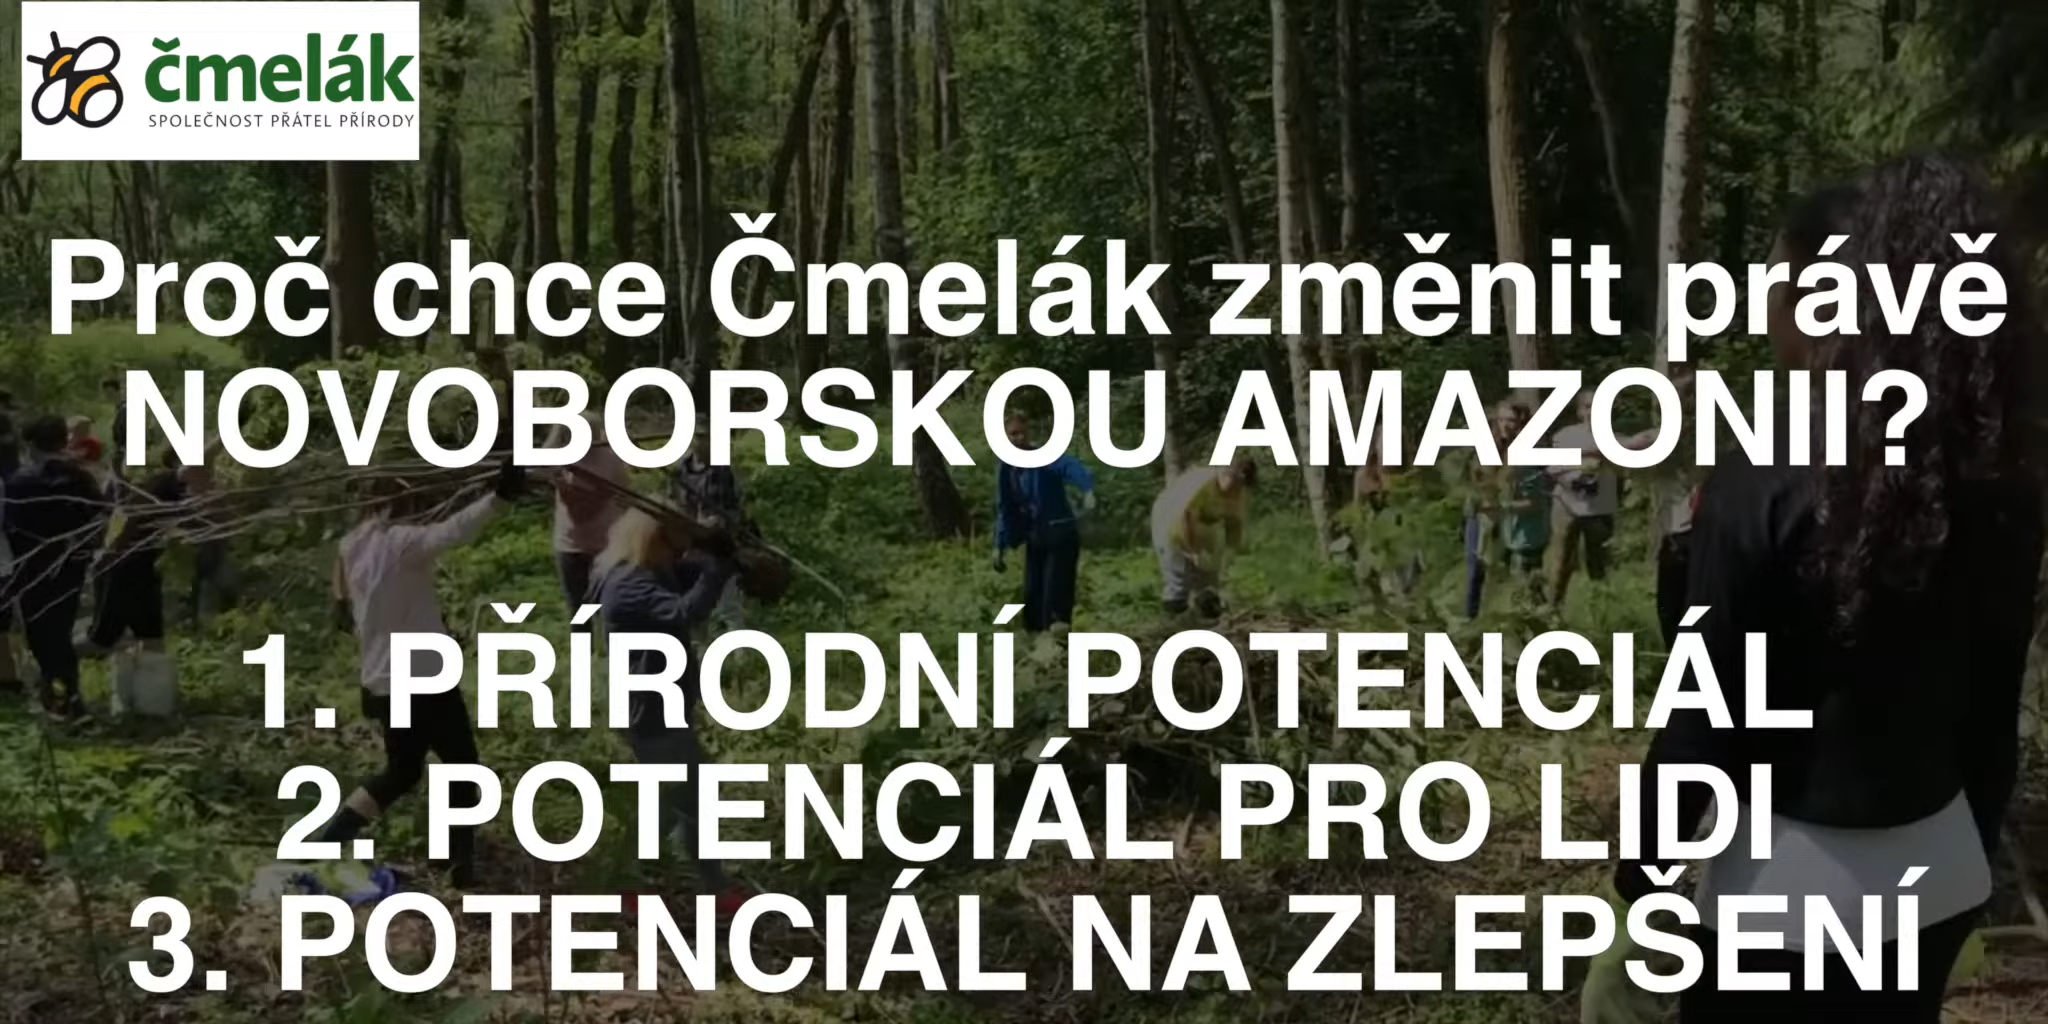 čmelák
SPOLEČNOST PŘÁTEL PŘÍRODY
Proč chce Čmelák změnit právě
NOVOBORSKOU AMAZONII?
1. PŘÍRODNÍ POTENCIÁL
2. POTENCIÁL PRO LIDI
3. POTENCIÁL NA ZLEPŠENÍ